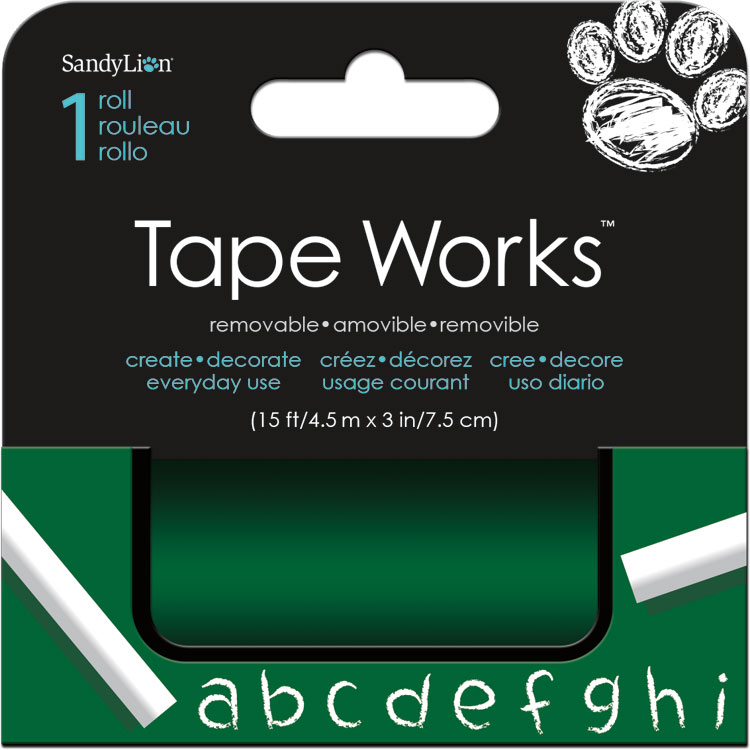 SandyLion
1 roll
rouleau
rollo
Tape Works™
removable•amovible•removible
create•decorate créez•décorez cree•decore
everyday use usage courant uso diario
(15 ft/4.5 m x 3 in/7.5 cm)
a b c d e f g h i